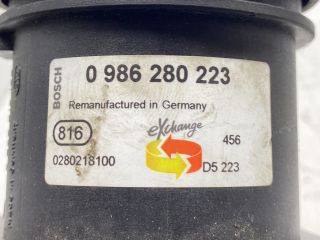 BOSCH
0 986 280 223
Remanufactured in Germany
816
eXchange
456
0280218100
D5 223